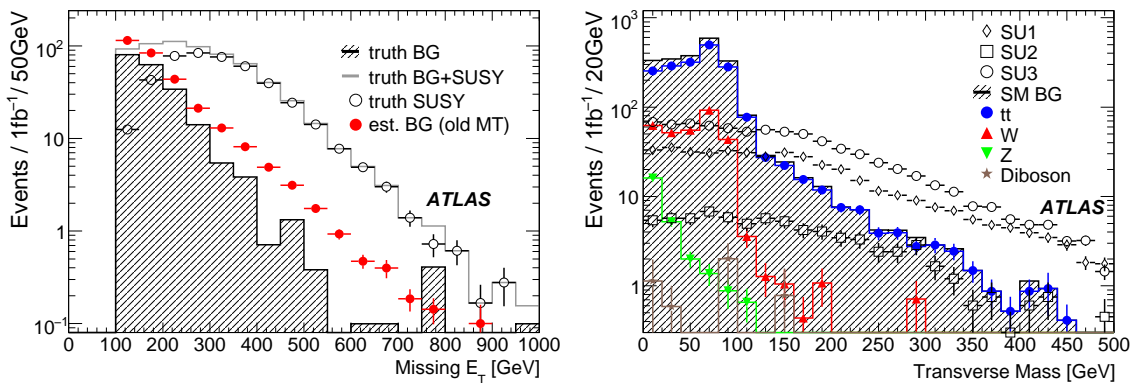 Events / 1fb⁻¹ / 50GeV
10²
10
1
10⁻¹
truth BG
truth BG+SUSY
truth SUSY
est. BG (old MT)
ATLAS
0 100 200 300 400 500 600 700 800 900 1000
Missing E_T [GeV]
Events / 1fb⁻¹ / 20GeV
10³
10²
10
1
SU1
SU2
SU3
SM BG
tt
W
Z
Diboson
ATLAS
0 50 100 150 200 250 300 350 400 450 500
Transverse Mass [GeV]